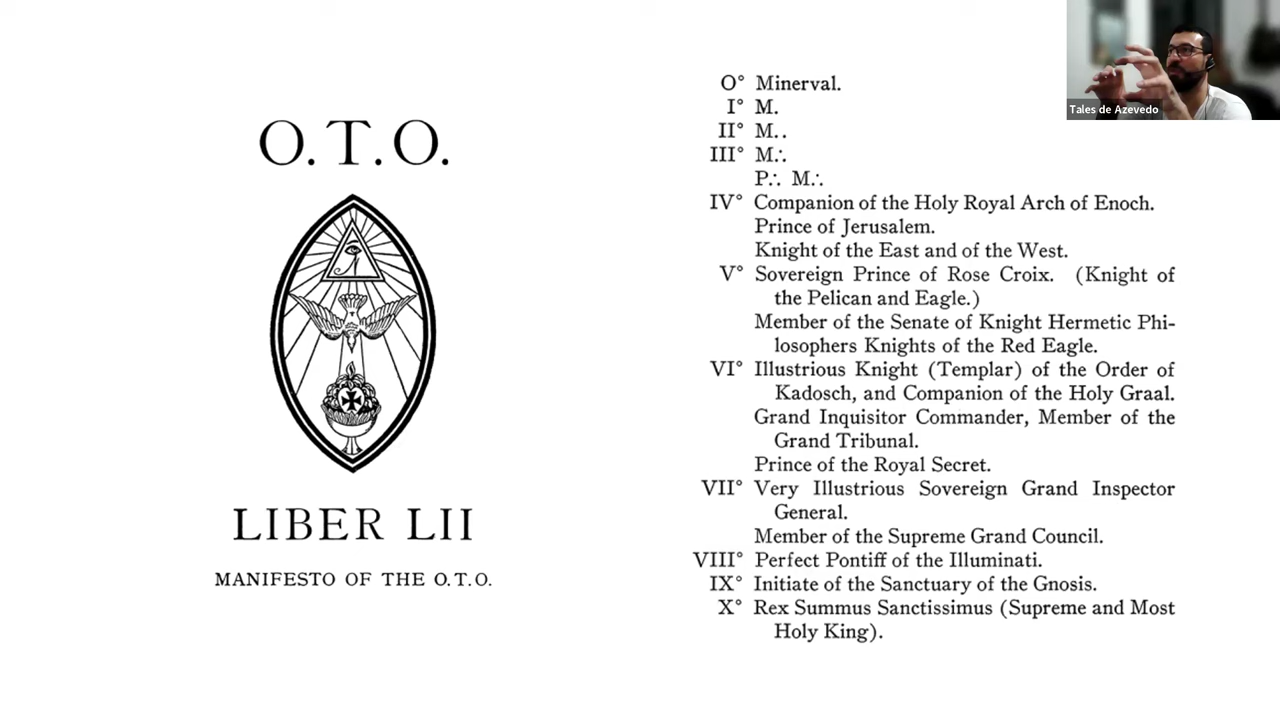 O.T.O.
LIBER LII
MANIFESTO OF THE O.T.O.
O° Minerval.
I° M.
II° M..
III° M∴
P∴ M∴
IV° Companion of the Holy Royal Arch of Enoch.
Prince of Jerusalem.
Knight of the East and of the West.
V° Sovereign Prince of Rose Croix. (Knight of
the Pelican and Eagle.)
Member of the Senate of Knight Hermetic Phi-
losophers Knights of the Red Eagle.
VI° Illustrious Knight (Templar) of the Order of
Kadosch, and Companion of the Holy Graal.
Grand Inquisitor Commander, Member of the
Grand Tribunal.
Prince of the Royal Secret.
VII° Very Illustrious Sovereign Grand Inspector
General.
Member of the Supreme Grand Council.
VIII° Perfect Pontiff of the Illuminati.
IX° Initiate of the Sanctuary of the Gnosis.
X° Rex Summus Sanctissimus (Supreme and Most
Holy King).
Tales de Azevedo